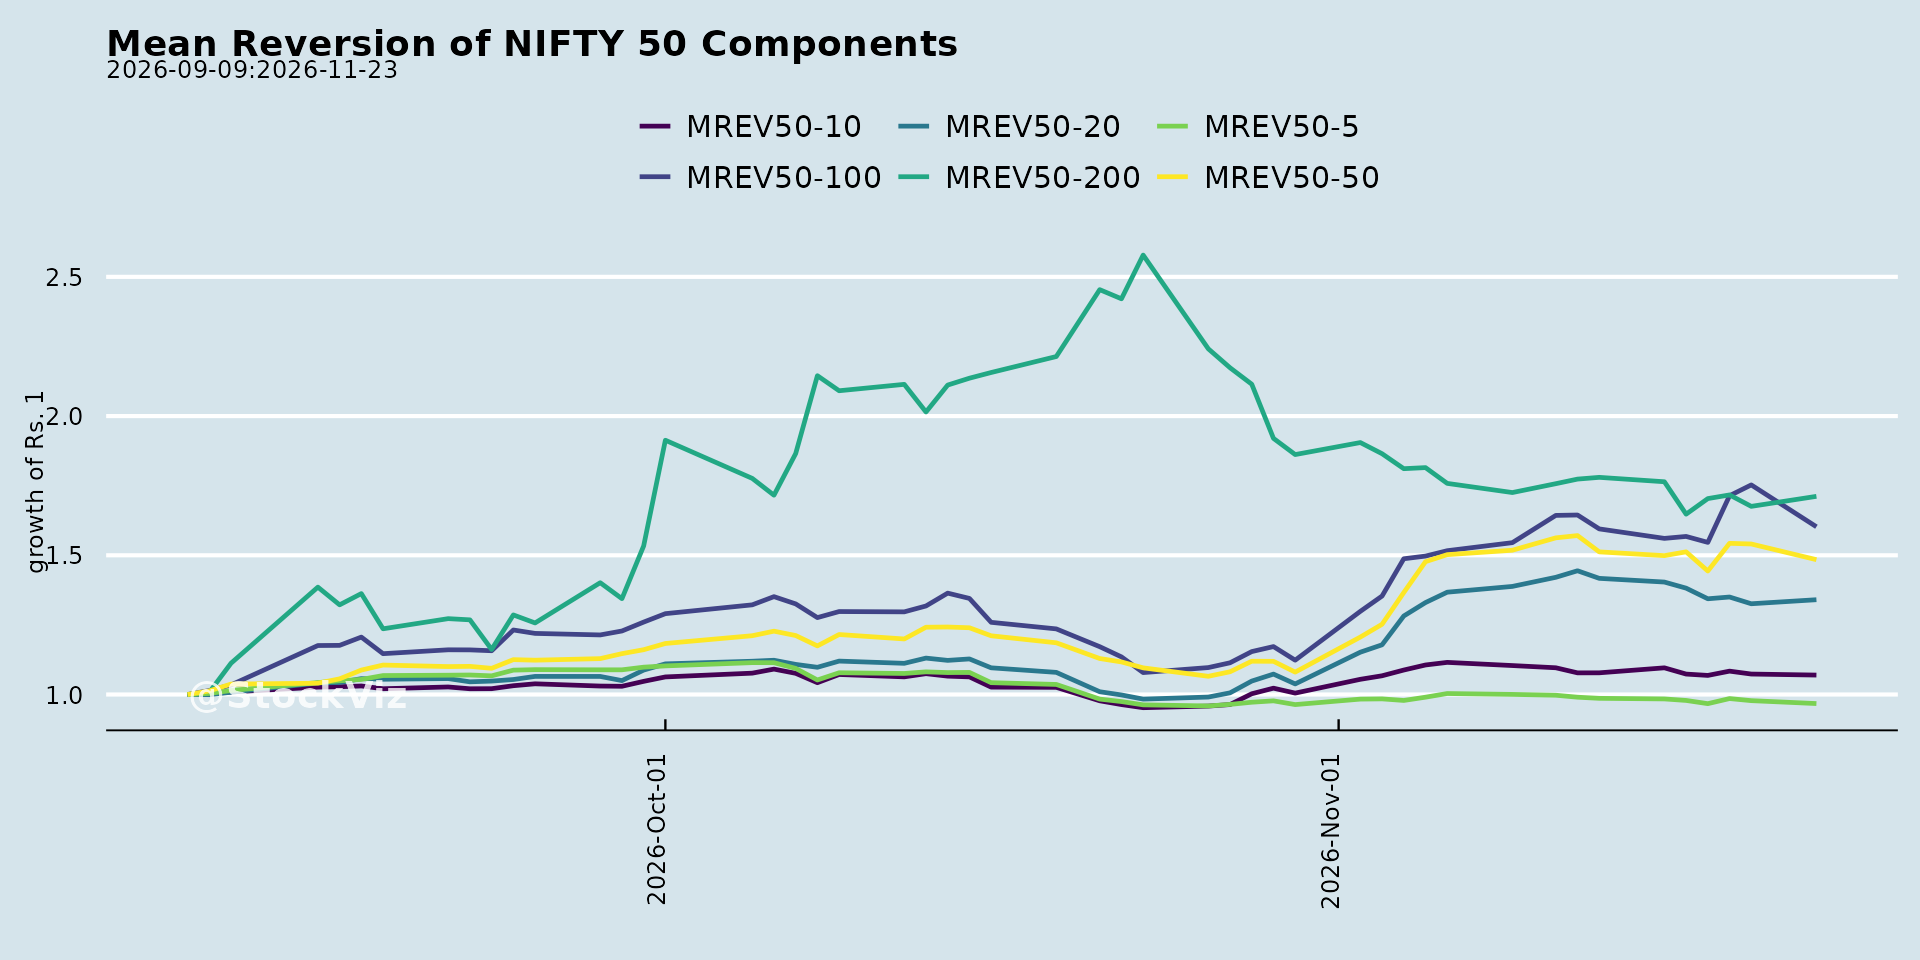 Mean Reversion of NIFTY 50 Components
2026-09-09:2026-11-23
MREV50-10 MREV50-20 MREV50-5
MREV50-100 MREV50-200 MREV50-50
growth of Rs. 1
2.5
2.0
1.5
1.0
@StockViz
2026-Oct-01
2026-Nov-01